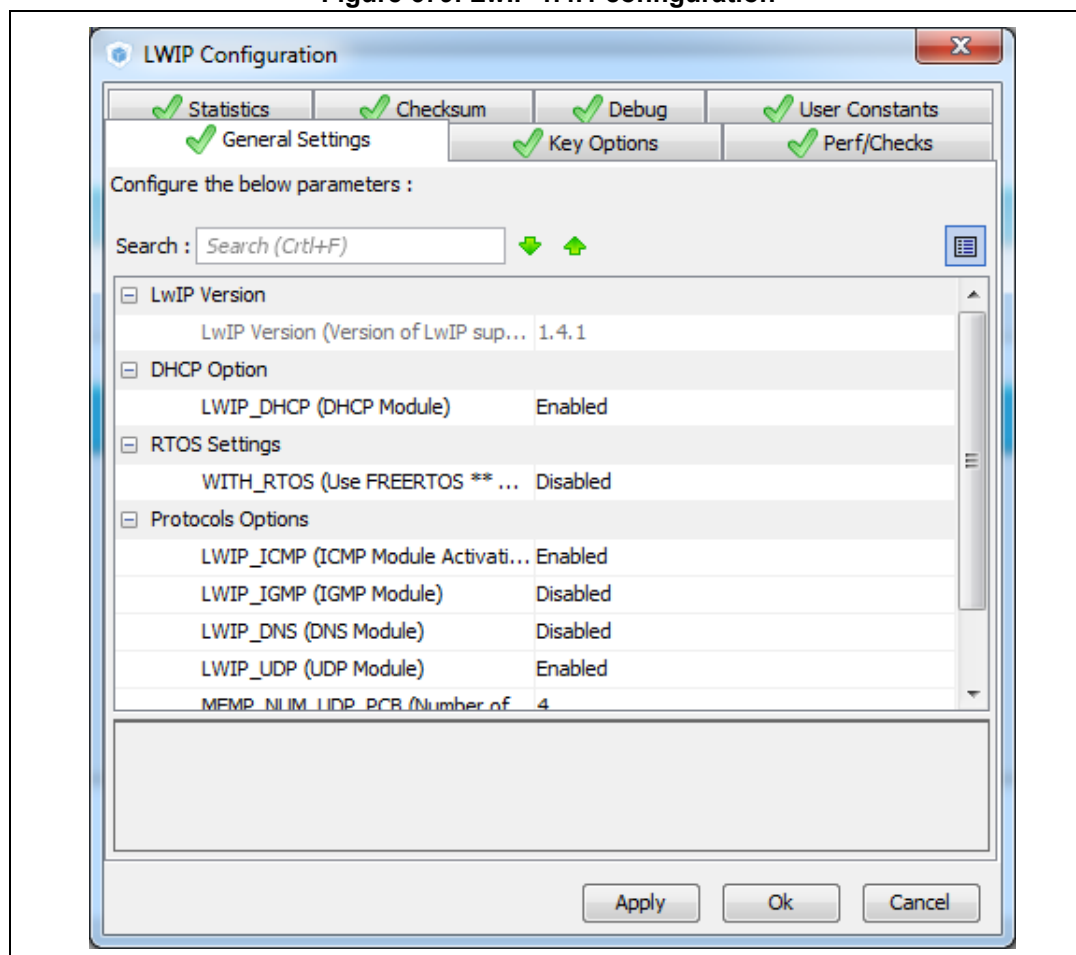 LWIP Configuration
Statistics Checksum Debug User Constants
General Settings Key Options Perf/Checks
Configure the below parameters :
Search : Search (Crtl+F)
LwIP Version
LwIP Version (Version of LwIP sup... 1.4.1
DHCP Option
LWIP_DHCP (DHCP Module) Enabled
RTOS Settings
WITH_RTOS (Use FREERTOS ** ... Disabled
Protocols Options
LWIP_ICMP (ICMP Module Activati... Enabled
LWIP_IGMP (IGMP Module) Disabled
LWIP_DNS (DNS Module) Disabled
LWIP_UDP (UDP Module) Enabled
MEMP_NUM_UDP_PCB (Number of 4
Apply Ok Cancel